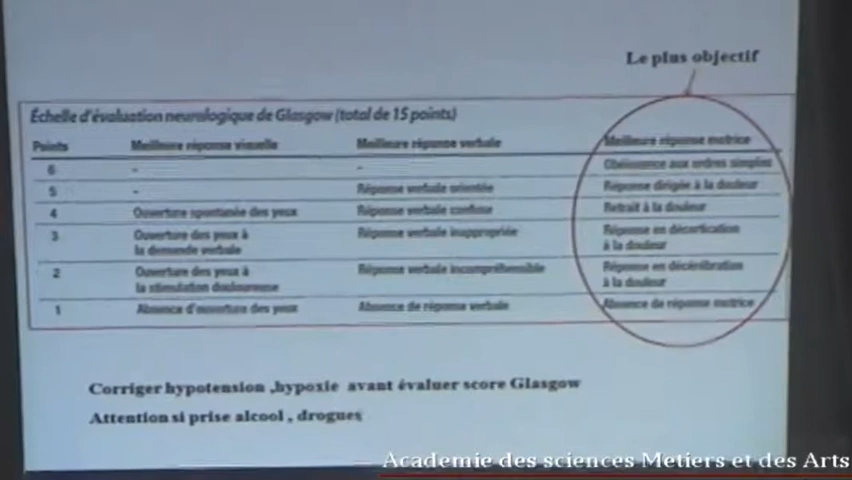 Le plus objectif
Échelle d'évaluation neurologique de Glasgow (total de 15 points)
Points Meilleure réponse visuelle Meilleure réponse verbale Meilleure réponse motrice
6 - - Obéissance aux ordres simples
5 - Réponse verbale orientée Réponse dirigée à la douleur
4 Ouverture spontanée des yeux Réponse verbale confuse Retrait à la douleur
3 Ouverture des yeux à Réponse verbale inappropriée Réponse en décortication
la demande verbale à la douleur
2 Ouverture des yeux à Réponse verbale incompréhensible Réponse en décérébration
la stimulation douloureuse à la douleur
1 Absence d'ouverture des yeux Absence de réponse verbale Absence de réponse motrice
Corriger hypotension ,hypoxie avant évaluer score Glasgow
Attention si prise alcool , drogues
Academie des sciences Metiers et des Arts